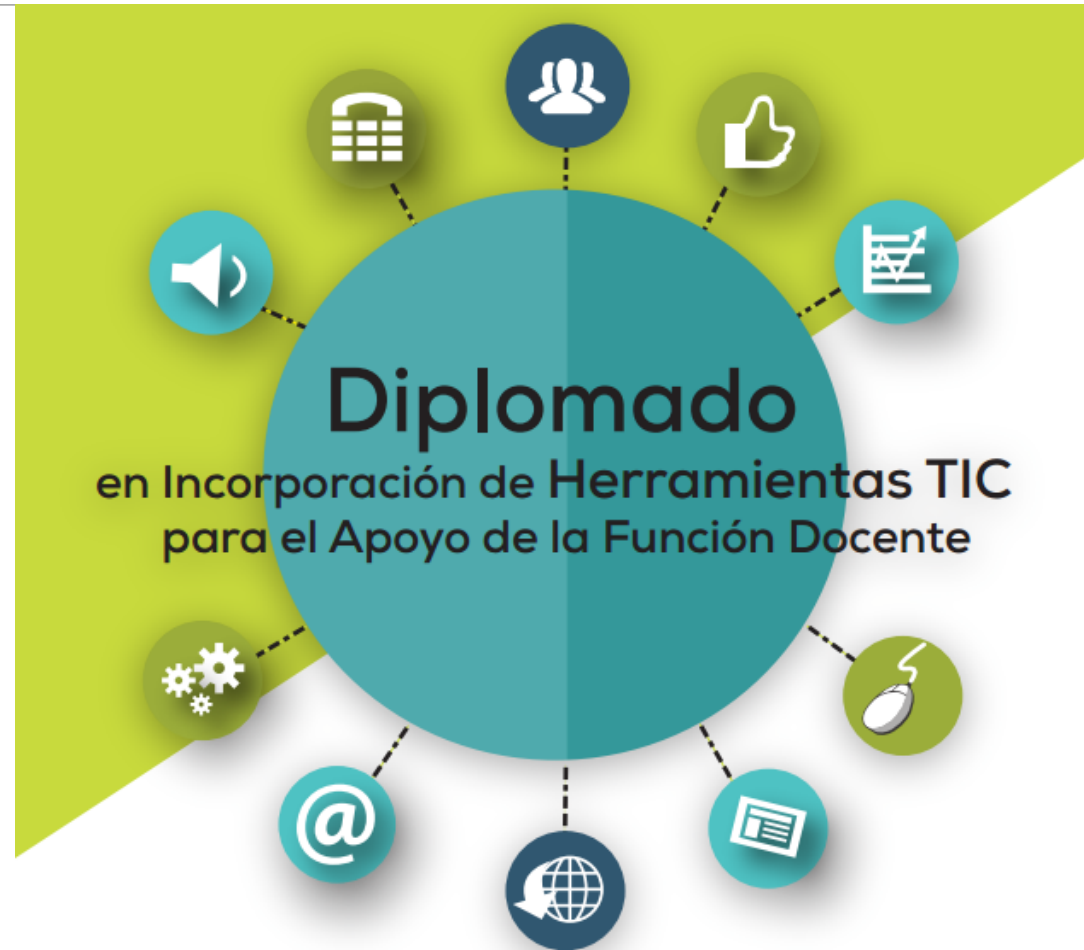 Diplomado
en Incorporación de Herramientas TIC
para el Apoyo de la Función Docente
@